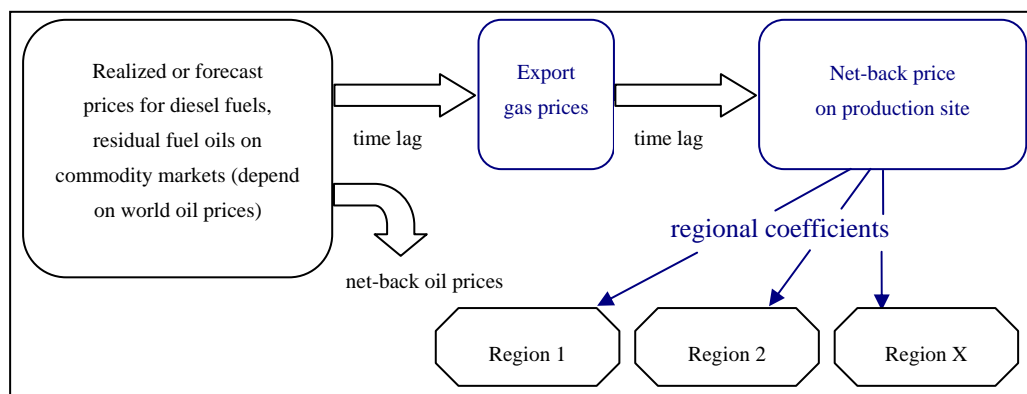 Realized or forecast
prices for diesel fuels,
residual fuel oils on
commodity markets (depend
on world oil prices)
time lag
Export
gas prices
time lag
Net-back price
on production site
net-back oil prices
regional coefficients
Region 1
Region 2
Region X